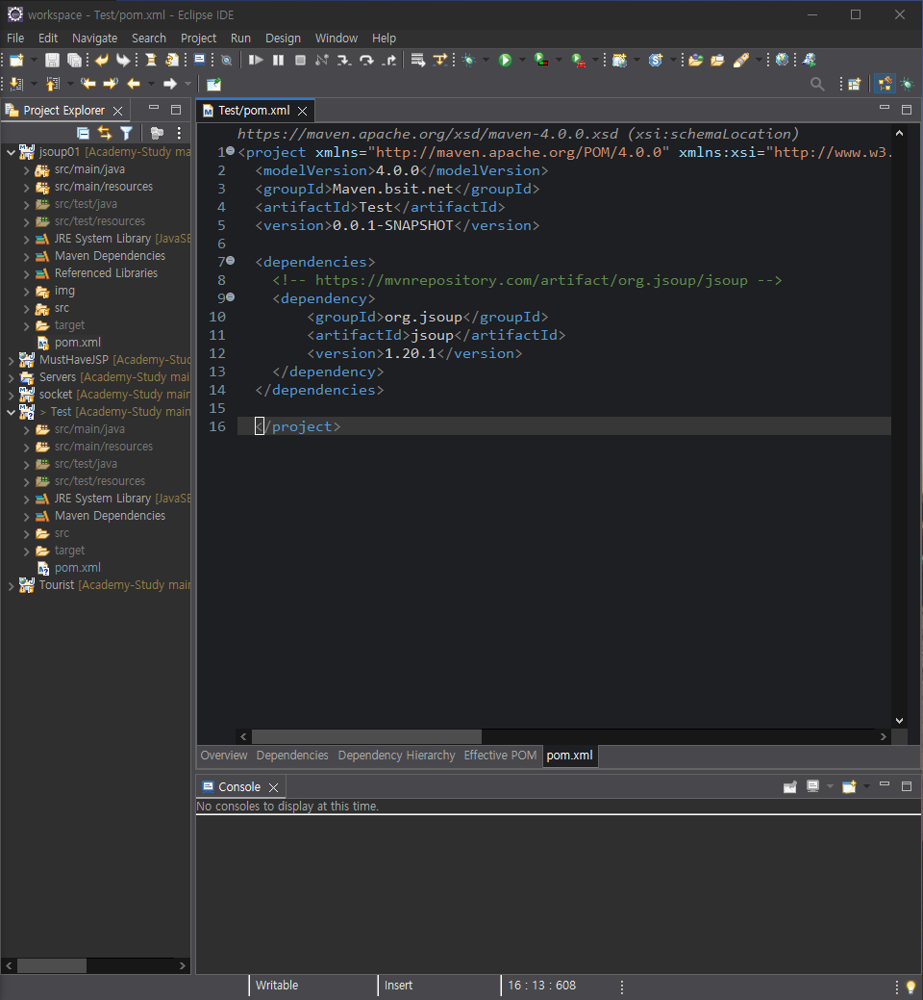 workspace - Test/pom.xml - Eclipse IDE
File Edit Navigate Search Project Run Design Window Help
Project Explorer
jsoup01 [Academy-Study ma
src/main/java
src/main/resources
src/test/java
src/test/resources
JRE System Library [JavaSE
Maven Dependencies
Referenced Libraries
img
src
target
pom.xml
MustHaveJSP [Academy-Stud
Servers [Academy-Study mai
socket [Academy-Study main
> Test [Academy-Study main
src/main/java
src/main/resources
src/test/java
src/test/resources
JRE System Library [JavaSE
Maven Dependencies
src
target
pom.xml
Tourist [Academy-Study mair
Test/pom.xml
https://maven.apache.org/xsd/maven-4.0.0.xsd (xsi:schemaLocation)
1 <project xmlns="http://maven.apache.org/POM/4.0.0" xmlns:xsi="http://www.w3.
2 <modelVersion>4.0.0</modelVersion>
3 <groupId>Maven.bsit.net</groupId>
4 <artifactId>Test</artifactId>
5 <version>0.0.1-SNAPSHOT</version>
6
7 <dependencies>
8 <!-- https://mvnrepository.com/artifact/org.jsoup/jsoup -->
9 <dependency>
10 <groupId>org.jsoup</groupId>
11 <artifactId>jsoup</artifactId>
12 <version>1.20.1</version>
13 </dependency>
14 </dependencies>
15
16 </project>
Overview Dependencies Dependency Hierarchy Effective POM pom.xml
Console
No consoles to display at this time.
Writable Insert 16 : 13 : 608